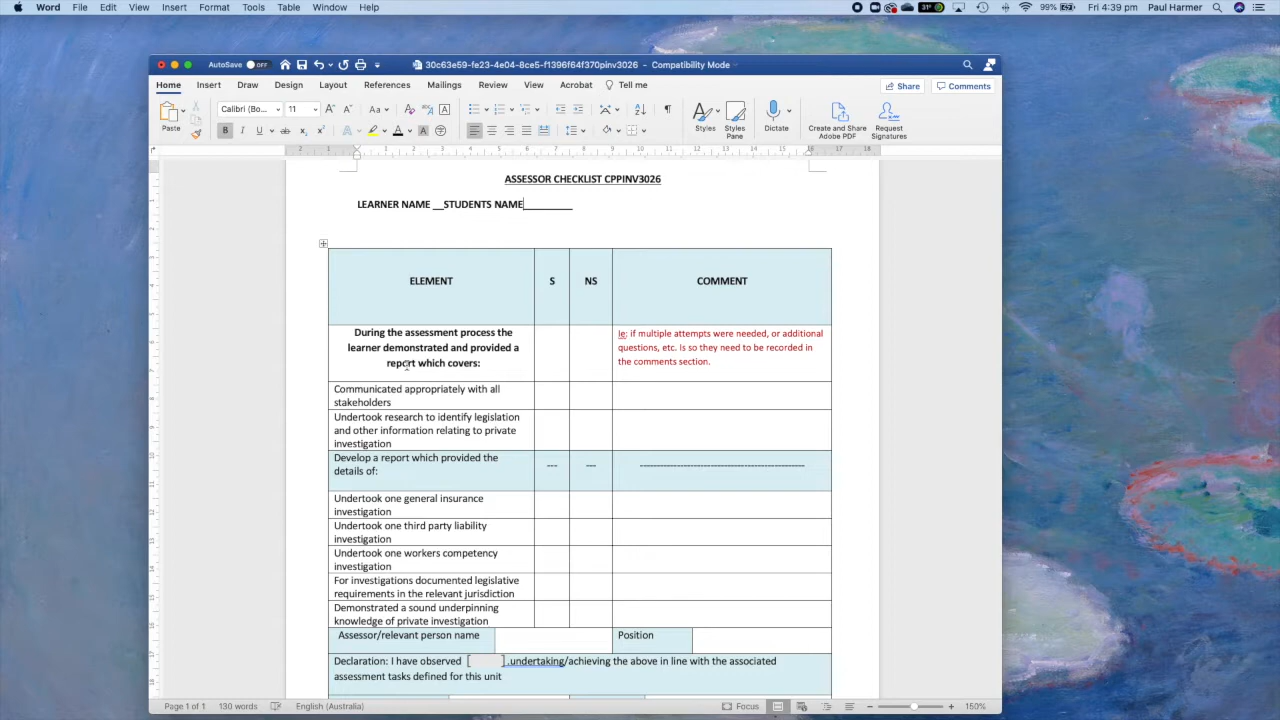 Word File Edit View Insert Format Tools Table Window Help 31° 99% Fri 4:39 pm Paul Harmer
AutoSave OFF 30c63e59-fe23-4e04-8ce5-f1396f64f370pinv3026 - Compatibility Mode
Home Insert Draw Design Layout References Mailings Review View Acrobat Tell me Share Comments
Paste Calibri (Bo... 11 Styles Styles Pane Dictate Create and Share Adobe PDF Request Signatures
ASSESSOR CHECKLIST CPPINV3026
LEARNER NAME __STUDENTS NAME_________
ELEMENT S NS COMMENT
During the assessment process the
learner demonstrated and provided a
report which covers:
Ie: if multiple attempts were needed, or additional
questions, etc. Is so they need to be recorded in
the comments section.
Communicated appropriately with all
stakeholders
Undertook research to identify legislation
and other information relating to private
investigation
Develop a report which provided the
details of:
--- --- ------------------------------------------------
Undertook one general insurance
investigation
Undertook one third party liability
investigation
Undertook one workers competency
investigation
For investigations documented legislative
requirements in the relevant jurisdiction
Demonstrated a sound underpinning
knowledge of private investigation
Assessor/relevant person name Position
Declaration: I have observed [ ].undertaking/achieving the above in line with the associated
assessment tasks defined for this unit
Page 1 of 1 130 words English (Australia) Focus 150%